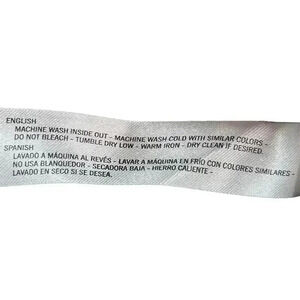 ENGLISH
MACHINE WASH INSIDE OUT - MACHINE WASH COLD WITH SIMILAR COLORS -
DO NOT BLEACH - TUMBLE DRY LOW - WARM IRON - DRY CLEAN IF DESIRED.
SPANISH
LAVADO A MÁQUINA AL REVÉS - LAVAR A MÁQUINA EN FRÍO CON COLORES SIMILARES -
NO USA BLANQUEDOR - SECADORA BAJA - HIERRO CALIENTE -
LAVADO EN SECO SI SE DESEA.